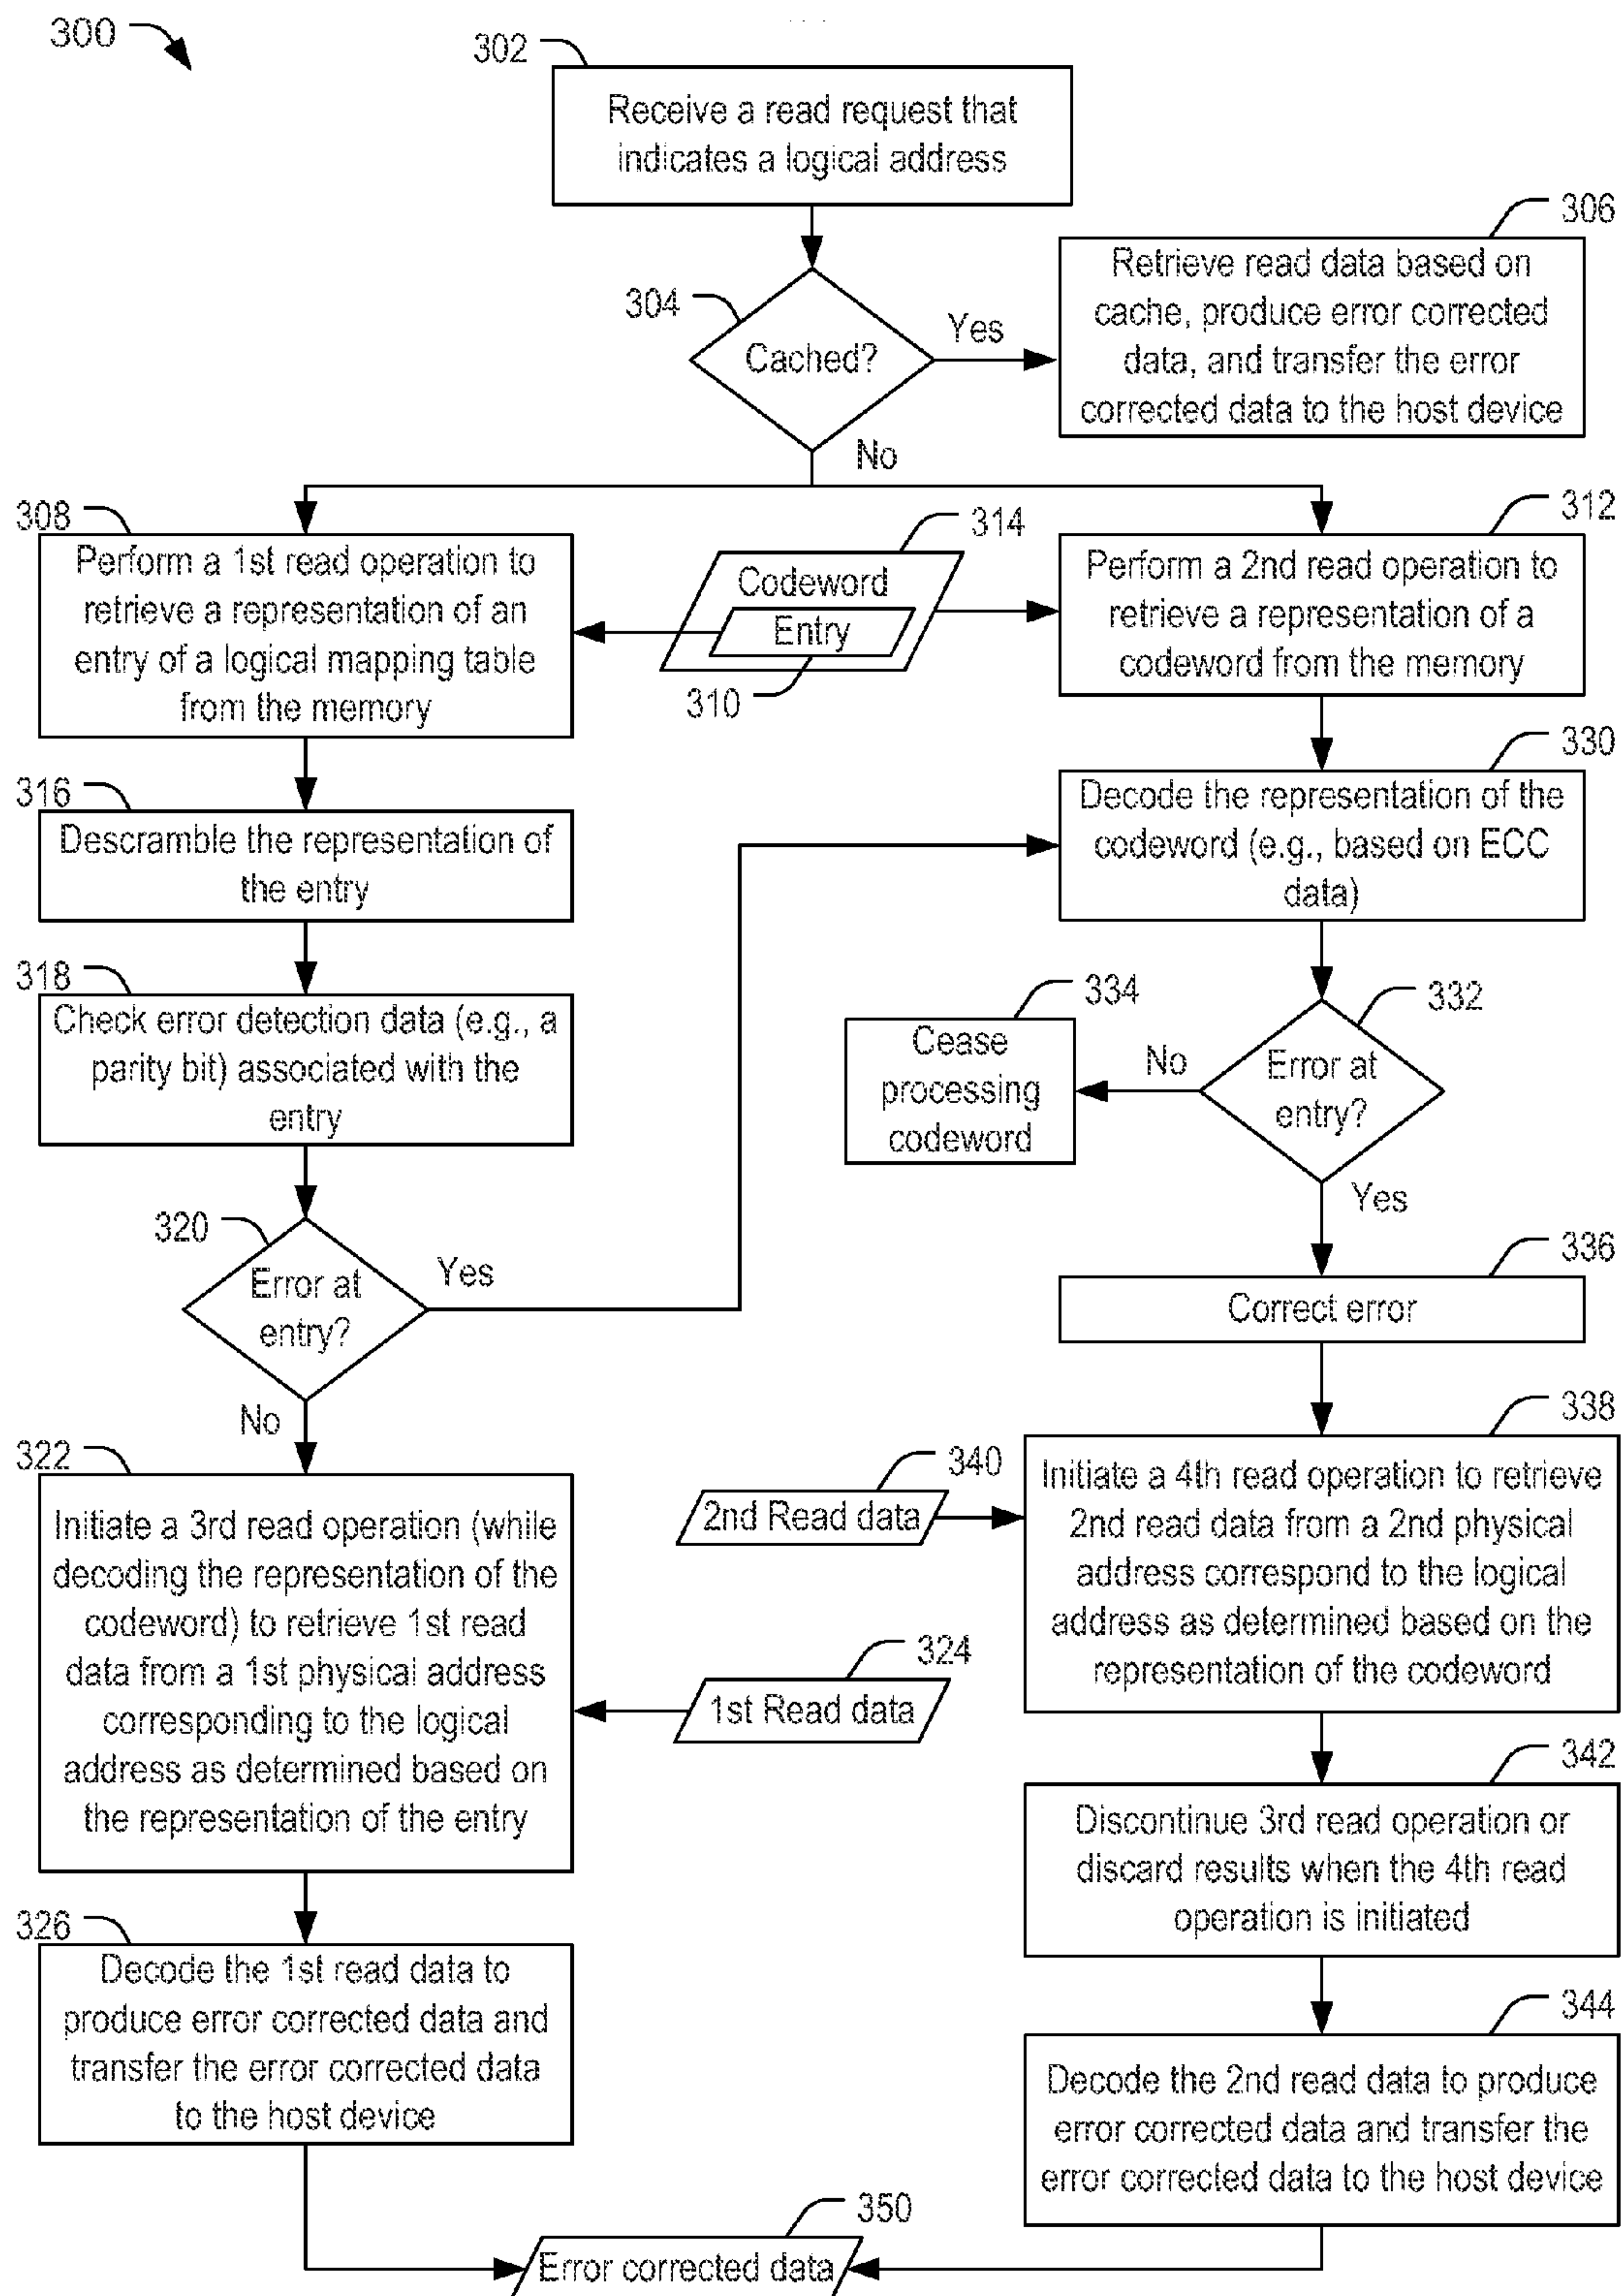 300
302
Receive a read request that
indicates a logical address
304
Cached?
Yes
No
306
Retrieve read data based on
cache, produce error corrected
data, and transfer the error
corrected data to the host device
308
Perform a 1st read operation to
retrieve a representation of an
entry of a logical mapping table
from the memory
314
Codeword
Entry
310
312
Perform a 2nd read operation to
retrieve a representation of a
codeword from the memory
316
Descramble the representation of
the entry
330
Decode the representation of the
codeword (e.g., based on ECC
data)
318
Check error detection data (e.g., a
parity bit) associated with the
entry
334
Cease
processing
codeword
No
332
Error at
entry?
Yes
320
Error at
entry?
Yes
No
336
Correct error
322
Initiate a 3rd read operation (while
decoding the representation of the
codeword) to retrieve 1st read
data from a 1st physical address
corresponding to the logical
address as determined based on
the representation of the entry
340
2nd Read data
324
1st Read data
338
Initiate a 4th read operation to retrieve
2nd read data from a 2nd physical
address correspond to the logical
address as determined based on the
representation of the codeword
342
Discontinue 3rd read operation or
discard results when the 4th read
operation is initiated
326
Decode the 1st read data to
produce error corrected data and
transfer the error corrected data
to the host device
344
Decode the 2nd read data to produce
error corrected data and transfer the
error corrected data to the host device
350
Error corrected data